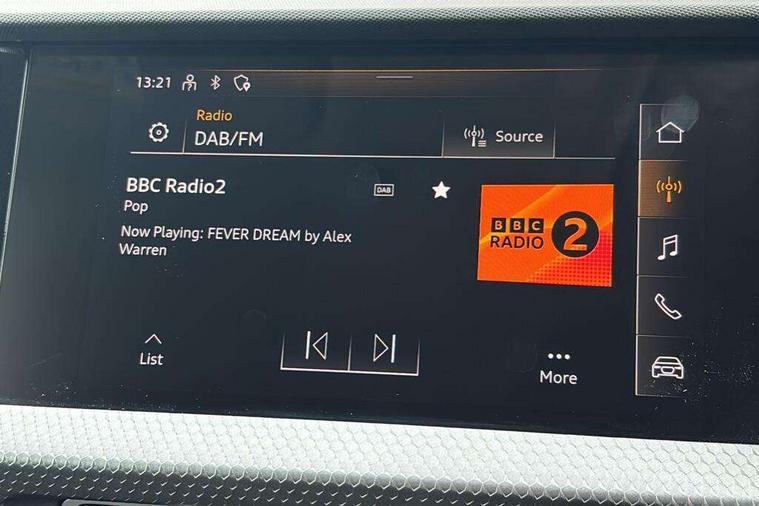 13:21
Radio
DAB/FM
Source
BBC Radio2
DAB
Pop
Now Playing: FEVER DREAM by Alex
Warren
BBC
RADIO 2
List
More